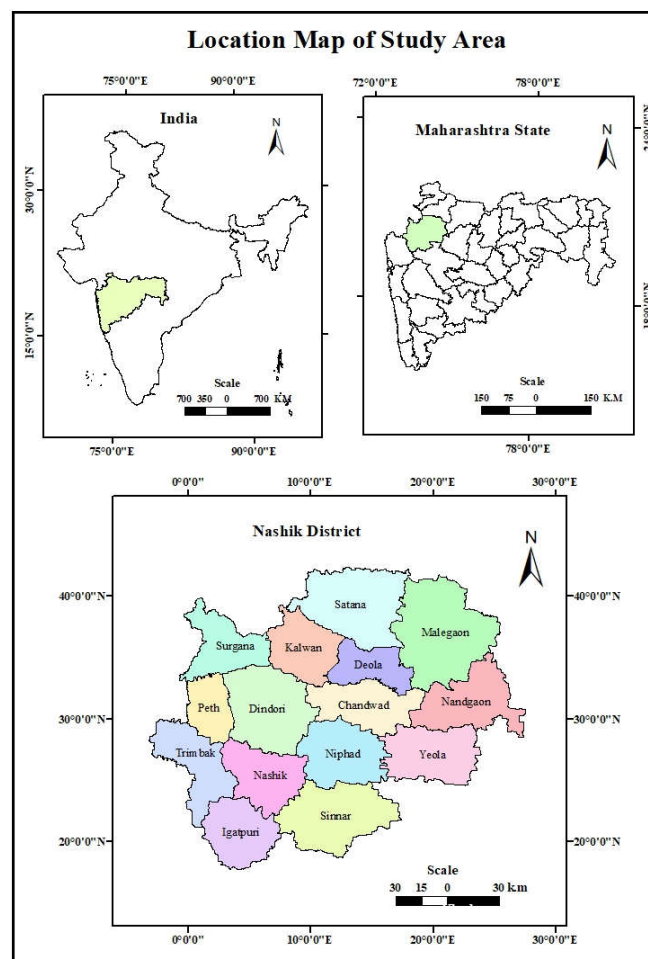 Location Map of Study Area
75°0'0"E 90°0'0"E
India
N
30°0'0"N
15°0'0"N
Scale
700 350 0 700 KM
75°0'0"E 90°0'0"E
72°0'0"E 78°0'0"E
Maharashtra State
N
18°0'0"N
Scale
150 75 0 150 K.M
78°0'0"E
0°0'0" 10°0'0"E 20°0'0"E 30°0'0"E
Nashik District
N
40°0'0"N 40°0'0"N
Satana
Malegaon
Surgana
Kalwan
Deola
Nandgaon
Peth
Dindori
Chandwad
30°0'0"N 30°0'0"N
Trimbak
Niphad
Yeola
Nashik
Sinnar
Igatpuri
20°0'0"N 20°0'0"N
Scale
30 15 0 30 km
0°0'0" 10°0'0"E 20°0'0"E 30°0'0"E